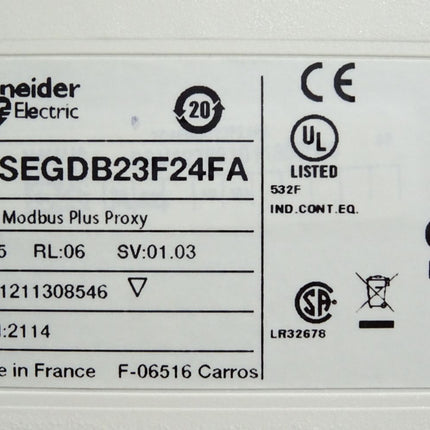 neider
Electric
20
SEGDB23F24FA
Modbus Plus Proxy
5 RL:06 SV:01.03
1211308546
:2114
e in France F-06516 Carros
CE
UL
LISTED
532F
IND.CONT.EQ.
SA
LR32678